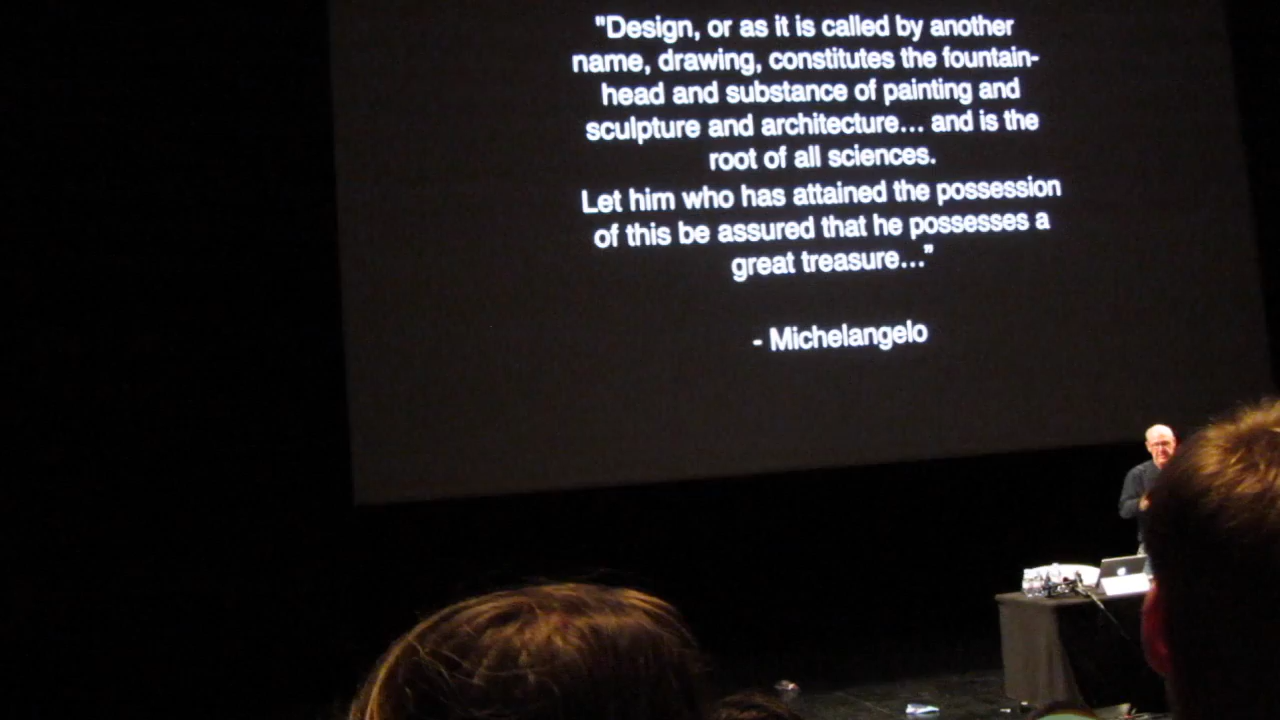 "Design, or as it is called by another
name, drawing, constitutes the fountain-
head and substance of painting and
sculpture and architecture... and is the
root of all sciences.
Let him who has attained the possession
of this be assured that he possesses a
great treasure..."
- Michelangelo